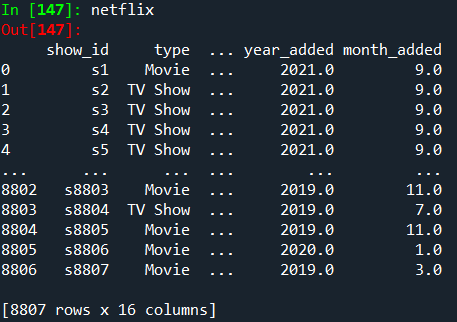 In [147]: netflix
Out[147]:
show_id type ... year_added month_added
0 s1 Movie ... 2021.0 9.0
1 s2 TV Show ... 2021.0 9.0
2 s3 TV Show ... 2021.0 9.0
3 s4 TV Show ... 2021.0 9.0
4 s5 TV Show ... 2021.0 9.0
... ... ... ... ... ...
8802 s8803 Movie ... 2019.0 11.0
8803 s8804 TV Show ... 2019.0 7.0
8804 s8805 Movie ... 2019.0 11.0
8805 s8806 Movie ... 2020.0 1.0
8806 s8807 Movie ... 2019.0 3.0
[8807 rows x 16 columns]